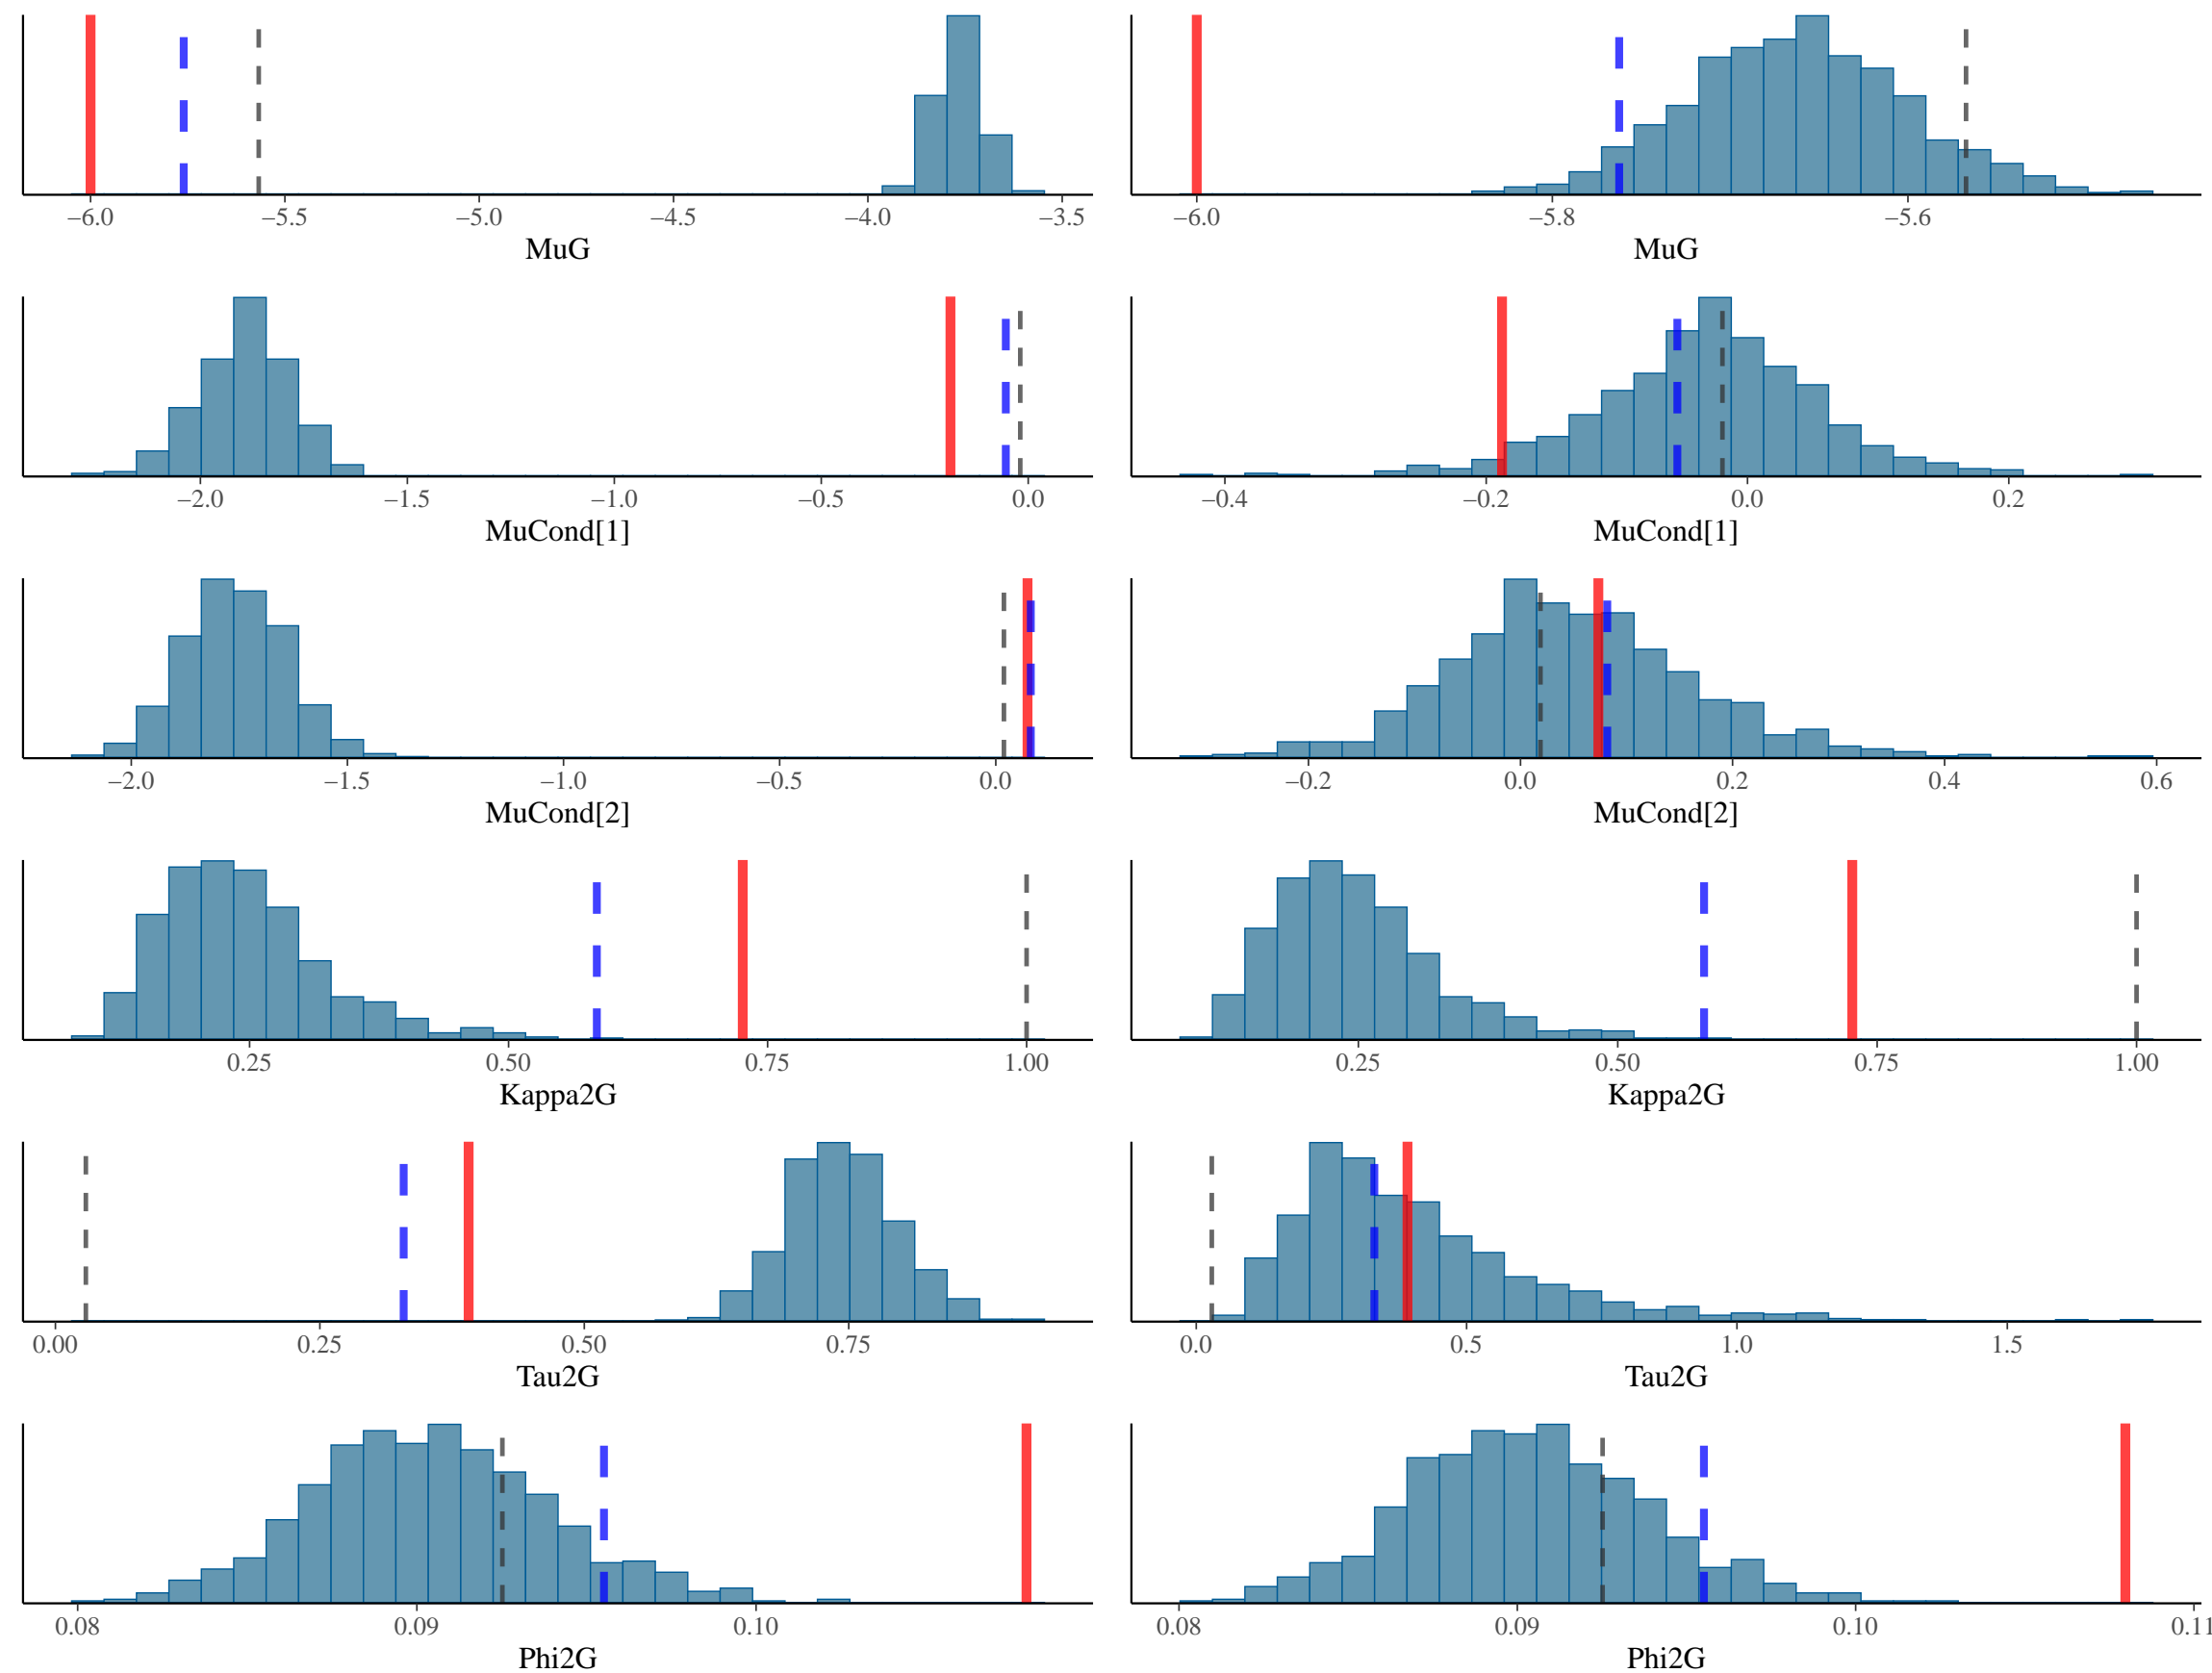 −6.0 −5.5 −5.0 −4.5 −4.0 −3.5
MuG
−6.0 −5.8 −5.6
MuG
−2.0 −1.5 −1.0 −0.5 0.0
MuCond[1]
−0.4 −0.2 0.0 0.2
MuCond[1]
−2.0 −1.5 −1.0 −0.5 0.0
MuCond[2]
−0.2 0.0 0.2 0.4 0.6
MuCond[2]
0.25 0.50 0.75 1.00
Kappa2G
0.25 0.50 0.75 1.00
Kappa2G
0.00 0.25 0.50 0.75
Tau2G
0.0 0.5 1.0 1.5
Tau2G
0.08 0.09 0.10
Phi2G
0.08 0.09 0.10 0.11
Phi2G